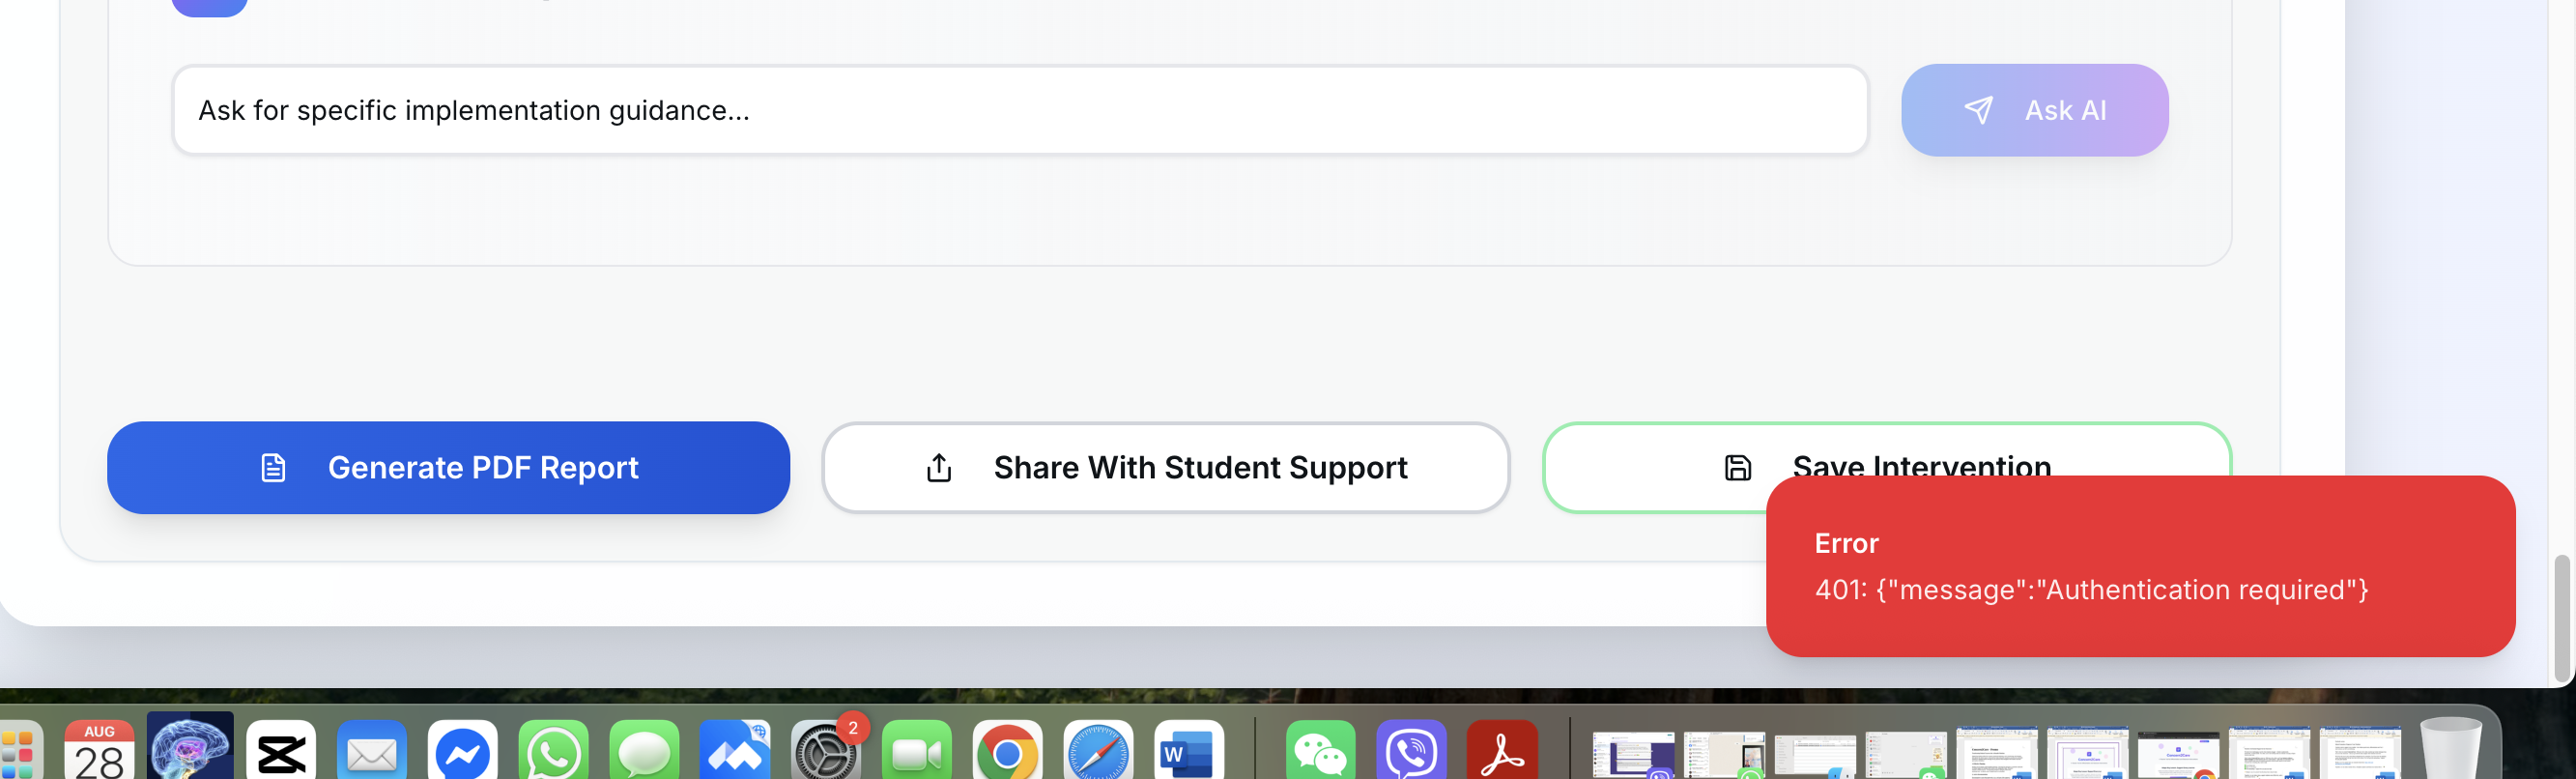 Ask for specific implementation guidance...
Ask AI
Generate PDF Report
Share With Student Support
Save Intervention
Error
401: {"message":"Authentication required"}
AUG
28
2
W